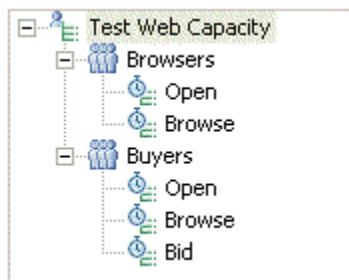 Test Web Capacity
Browsers
Open
Browse
Buyers
Open
Browse
Bid